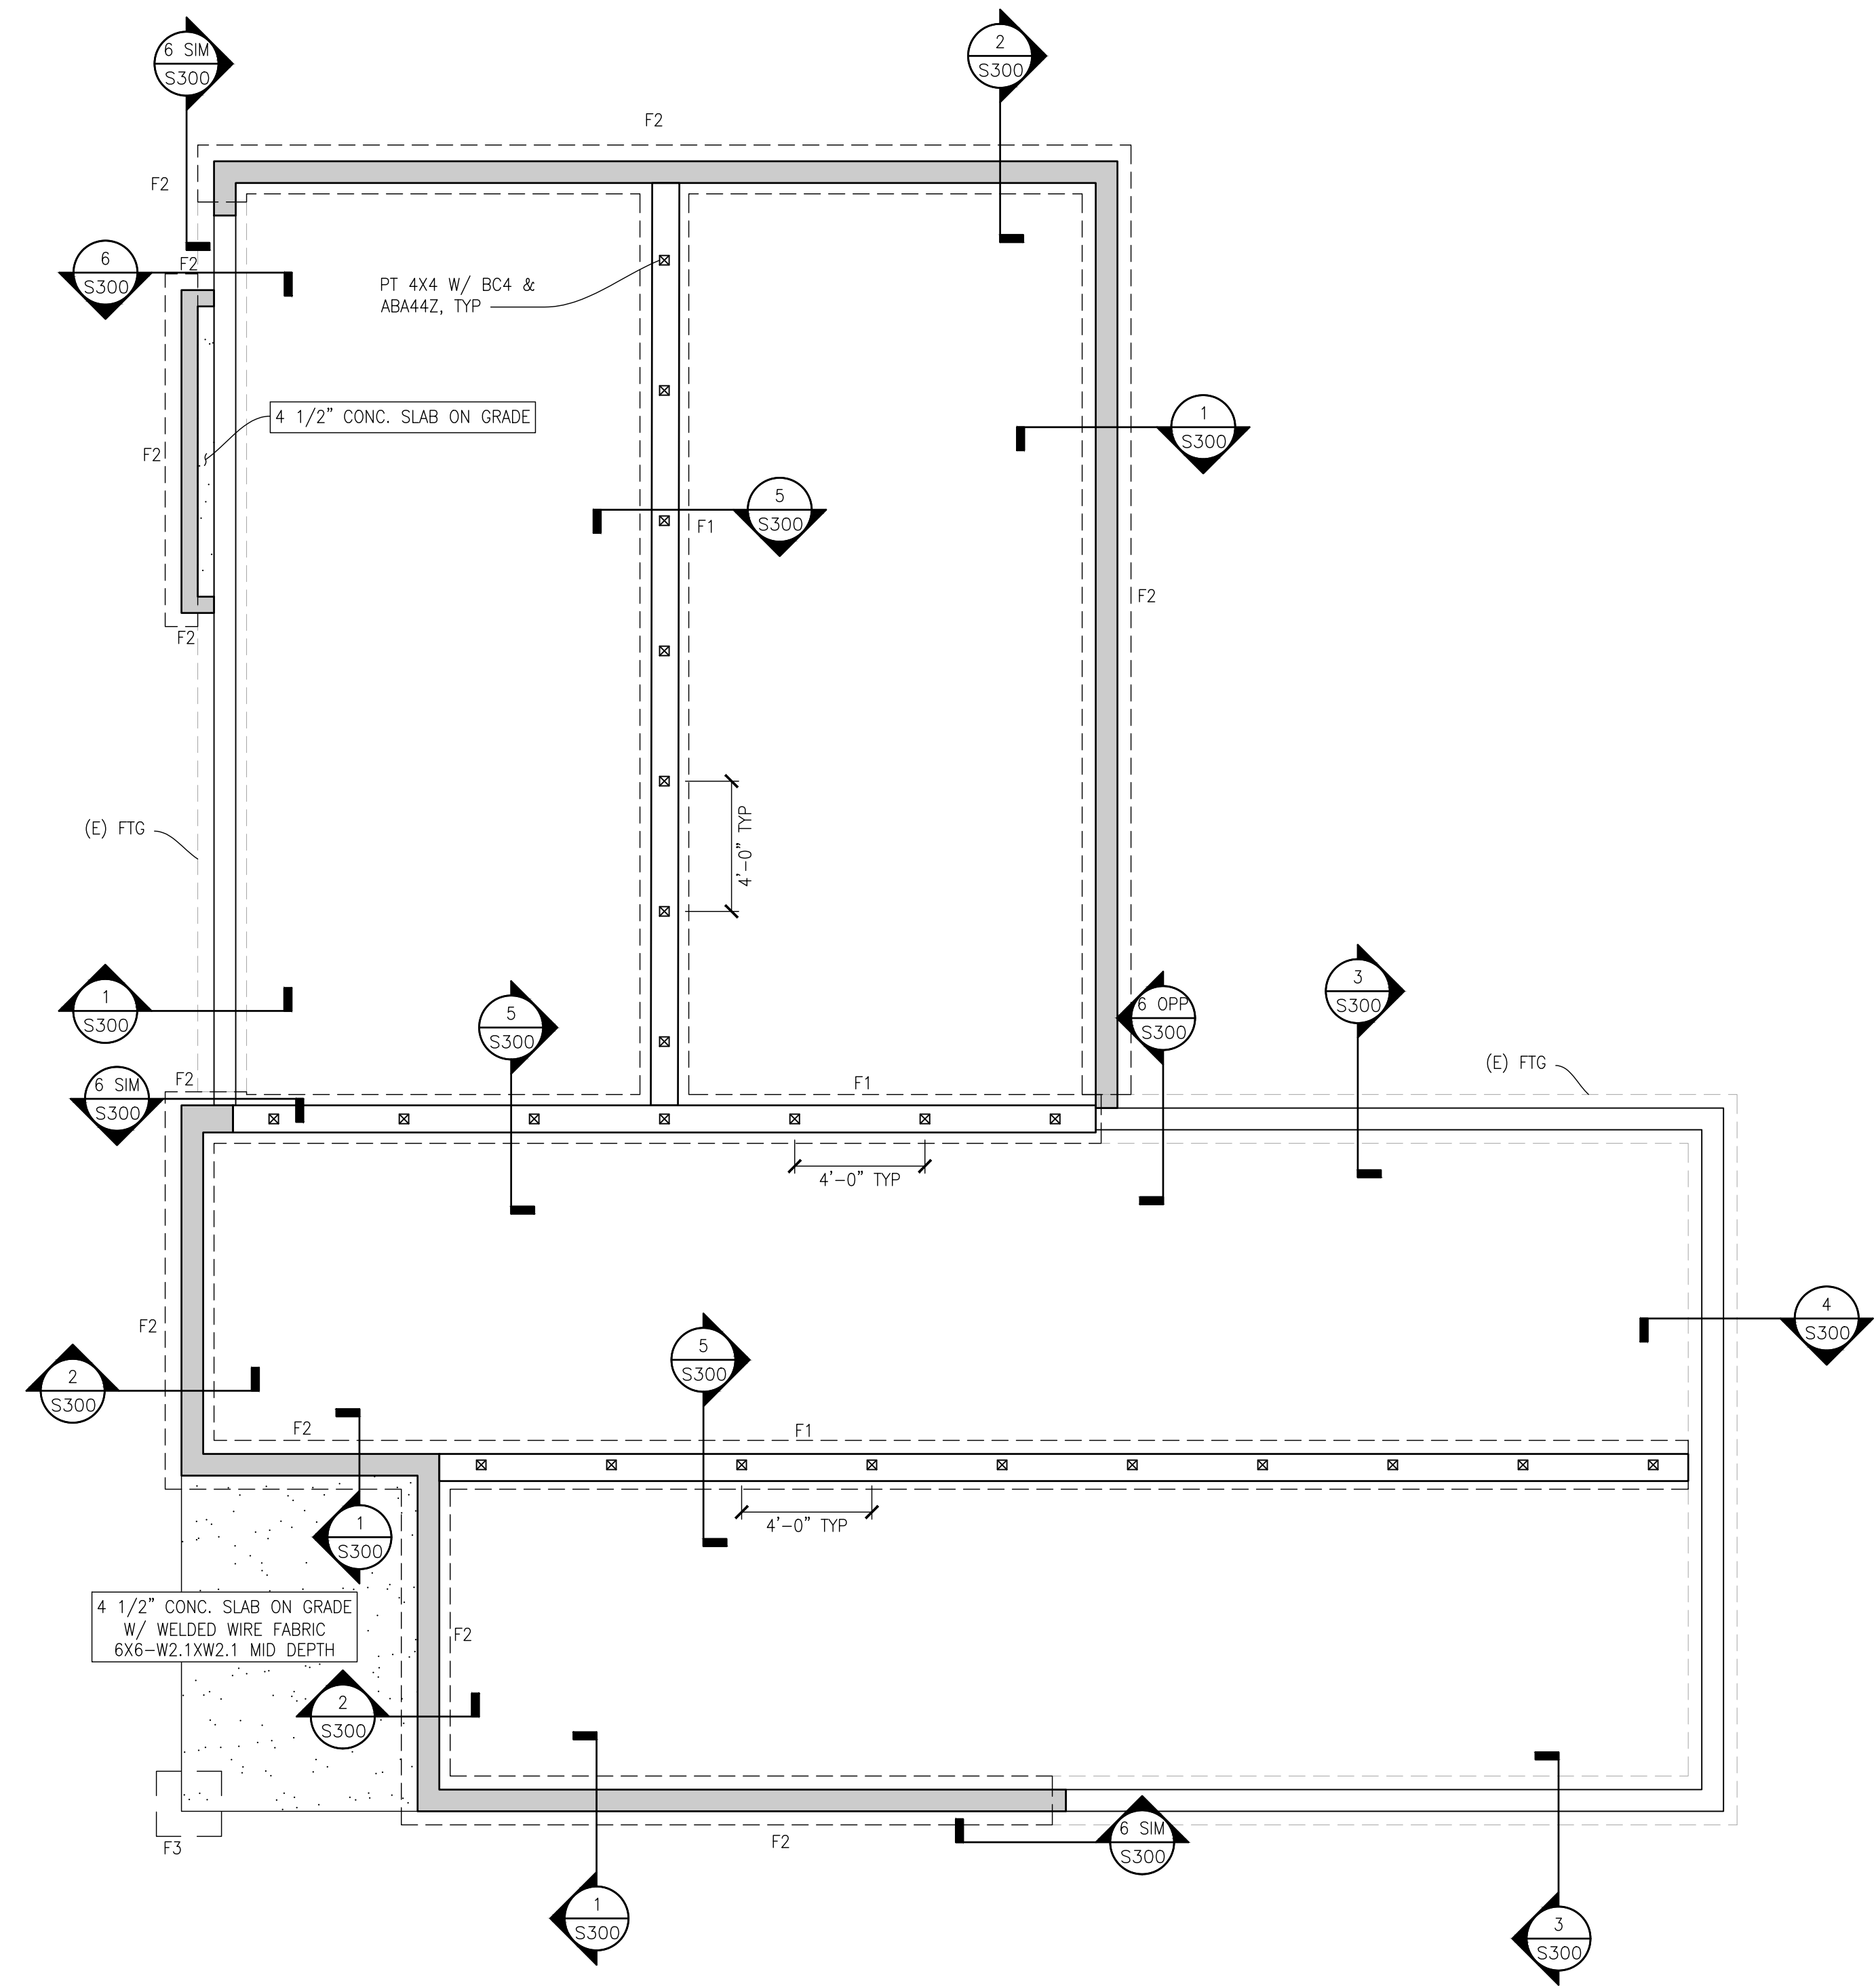 6 SIM
S300
2
S300
F2
F2
F2
6
S300
PT 4X4 W/ BC4 &
ABA44Z, TYP
4 1/2" CONC. SLAB ON GRADE
1
S300
F2
5
S300
F1
F2
F2
4'-0" TYP
(E) FTG
1
S300
5
S300
6 OPP
S300
3
S300
(E) FTG
6 SIM
S300
F2
F1
4'-0" TYP
F2
4
S300
2
S300
5
S300
F2
F1
4'-0" TYP
1
S300
4 1/2" CONC. SLAB ON GRADE
W/ WELDED WIRE FABRIC
6X6-W2.1XW2.1 MID DEPTH
F2
2
S300
F3
F2
6 SIM
S300
1
S300
3
S300